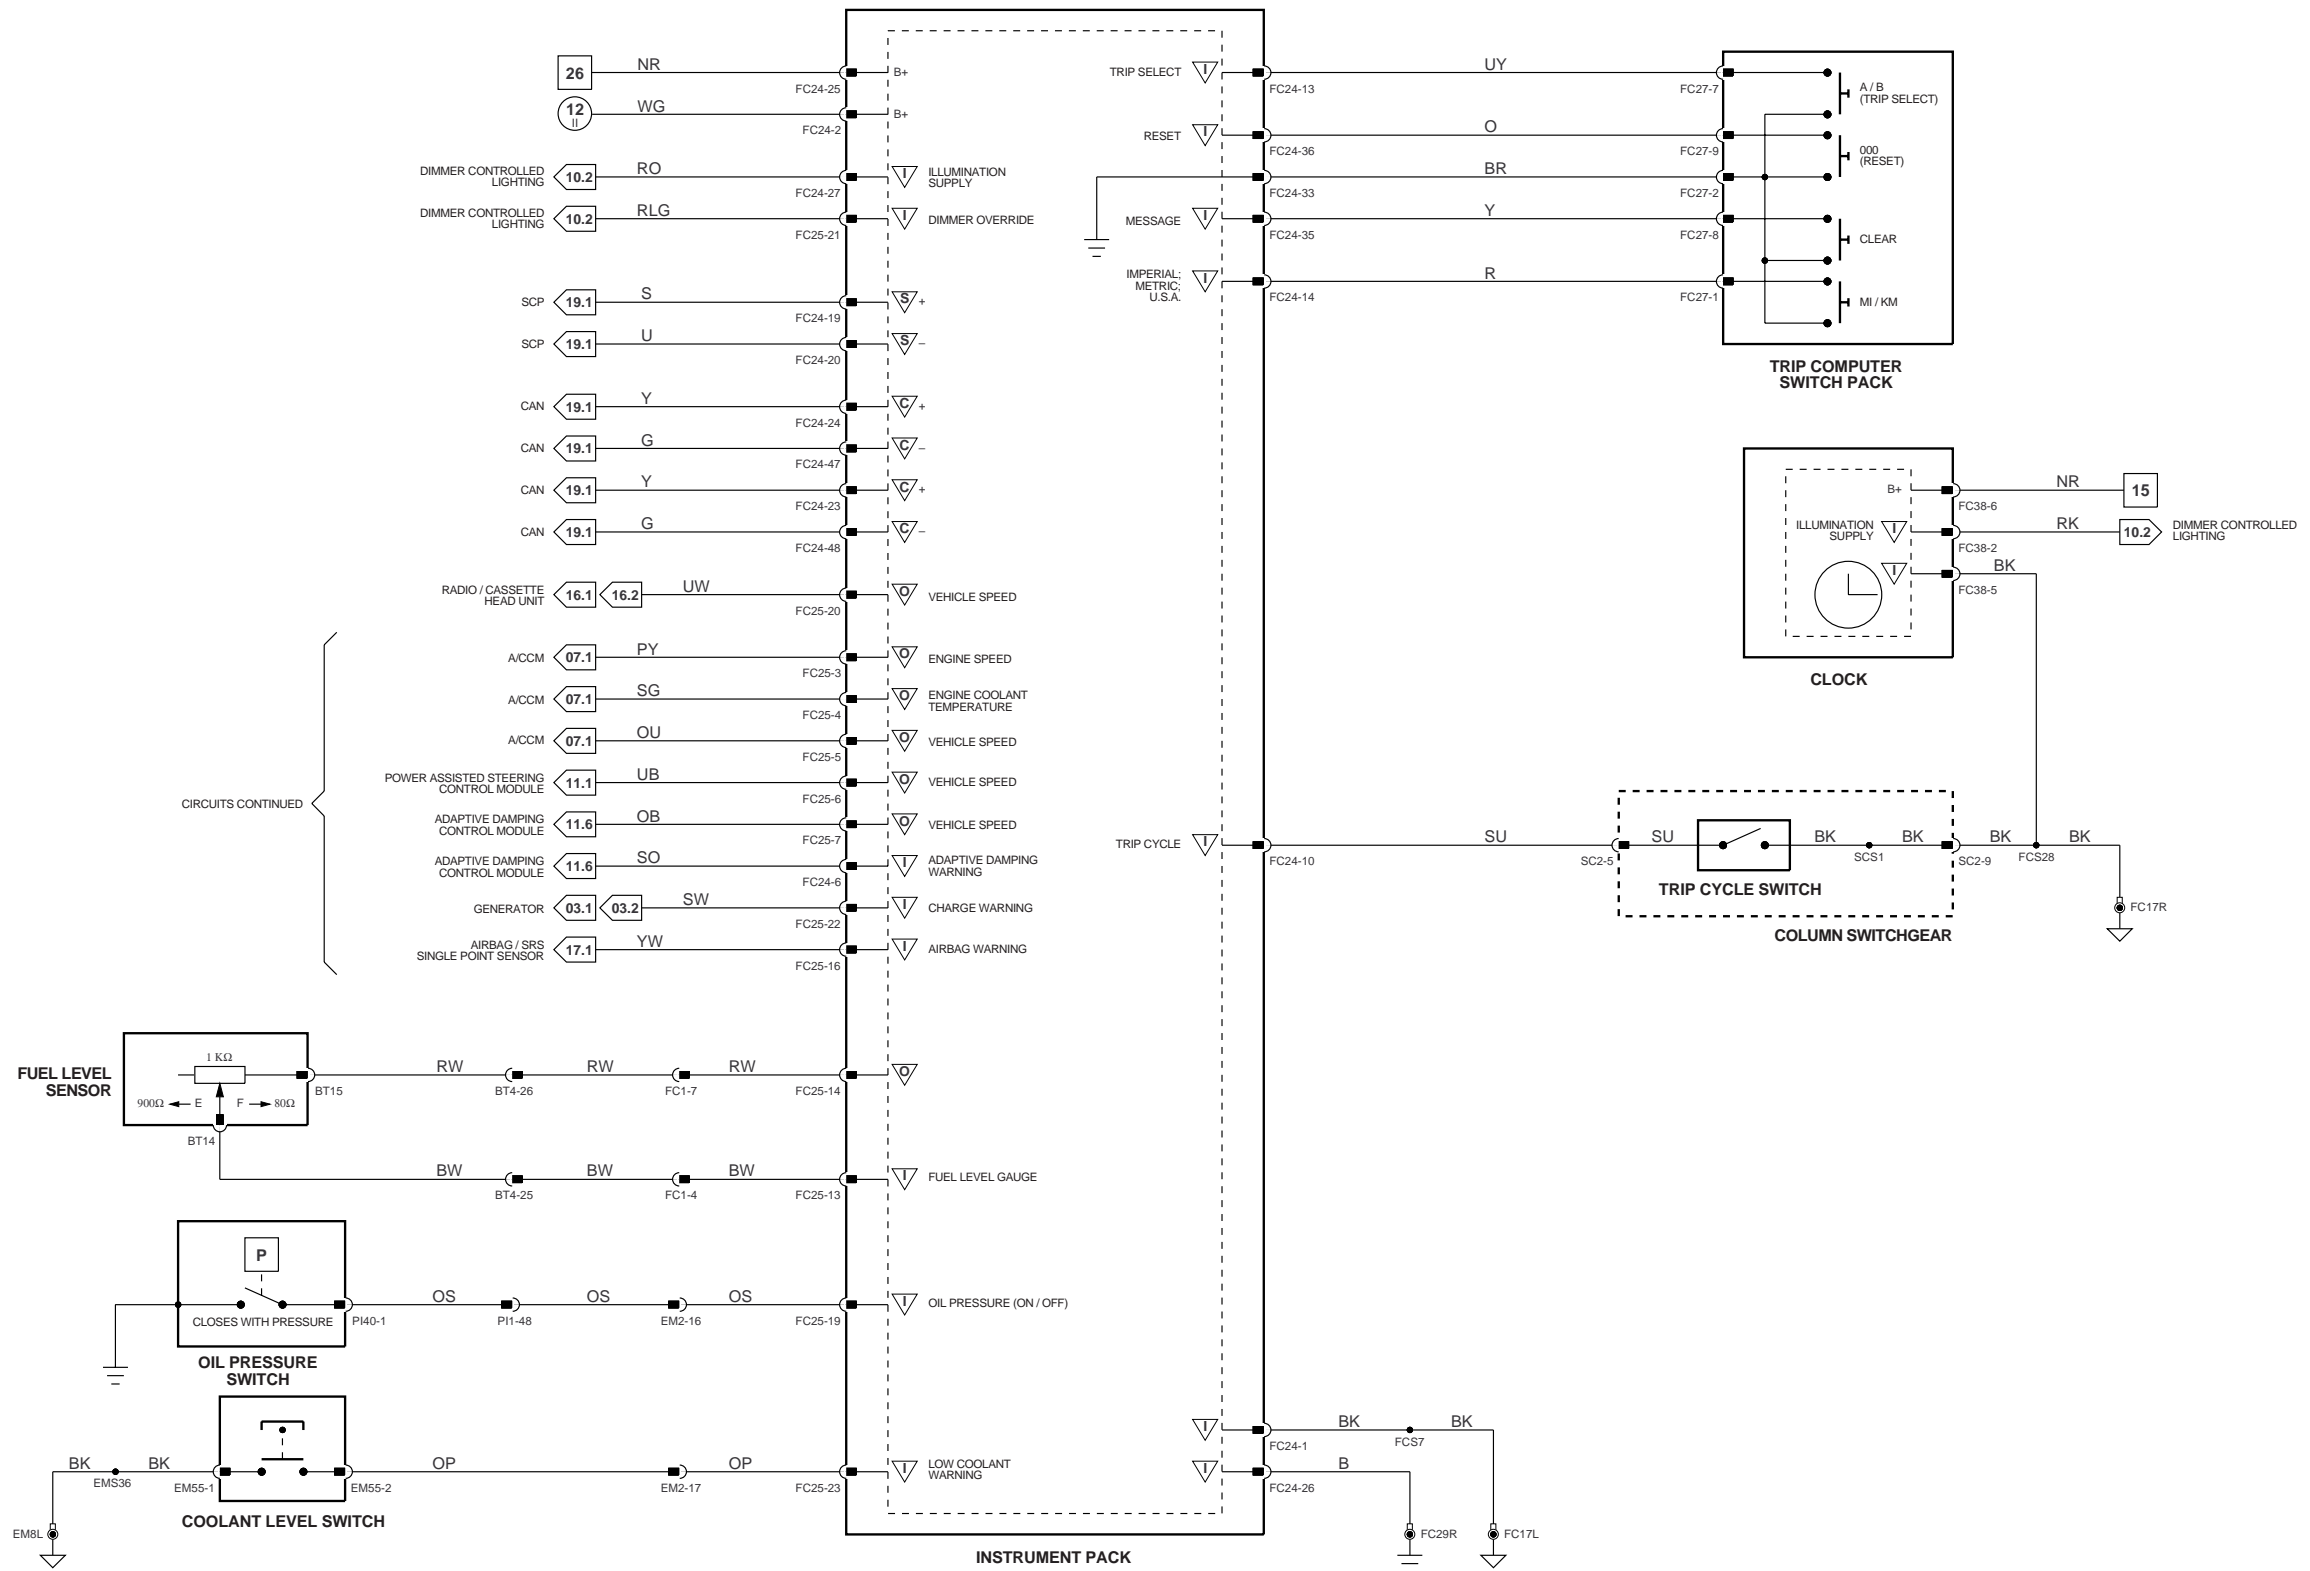 26
NR
FC24-25
B+
12
II
WG
FC24-2
B+
DIMMER CONTROLLED
LIGHTING
10.2
RO
FC24-27
I
ILLUMINATION
SUPPLY
DIMMER CONTROLLED
LIGHTING
10.2
RLG
FC25-21
I
DIMMER OVERRIDE
SCP
19.1
S
FC24-19
S
+
SCP
19.1
U
FC24-20
S
–
CAN
19.1
Y
FC24-24
C
+
CAN
19.1
G
FC24-47
C
–
CAN
19.1
Y
FC24-23
C
+
CAN
19.1
G
FC24-48
C
–
RADIO / CASSETTE
HEAD UNIT
16.1
16.2
UW
FC25-20
O
VEHICLE SPEED
CIRCUITS CONTINUED
A/CCM
07.1
PY
FC25-3
O
ENGINE SPEED
A/CCM
07.1
SG
FC25-4
O
ENGINE COOLANT
TEMPERATURE
A/CCM
07.1
OU
FC25-5
O
VEHICLE SPEED
POWER ASSISTED STEERING
CONTROL MODULE
11.1
UB
FC25-6
O
VEHICLE SPEED
ADAPTIVE DAMPING
CONTROL MODULE
11.6
OB
FC25-7
O
VEHICLE SPEED
ADAPTIVE DAMPING
CONTROL MODULE
11.6
SO
FC24-6
I
ADAPTIVE DAMPING
WARNING
GENERATOR
03.1
03.2
SW
FC25-22
I
CHARGE WARNING
AIRBAG / SRS
SINGLE POINT SENSOR
17.1
YW
FC25-16
I
AIRBAG WARNING
FUEL LEVEL
SENSOR
1 KΩ
900Ω
E
F
80Ω
BT15
RW
BT4-26
RW
FC1-7
RW
FC25-14
O
BT14
BW
BT4-25
BW
FC1-4
BW
FC25-13
I
FUEL LEVEL GAUGE
P
CLOSES WITH PRESSURE
PI40-1
OS
PI1-48
OS
EM2-16
OS
FC25-19
I
OIL PRESSURE (ON / OFF)
OIL PRESSURE
SWITCH
BK
EMS36
BK
EM55-1
EM55-2
OP
EM2-17
OP
FC25-23
I
LOW COOLANT
WARNING
COOLANT LEVEL SWITCH
EM8L
INSTRUMENT PACK
TRIP SELECT
I
FC24-13
UY
FC27-7
A / B
(TRIP SELECT)
RESET
I
FC24-36
O
FC27-9
000
(RESET)
FC24-33
BR
FC27-2
MESSAGE
I
FC24-35
Y
FC27-8
CLEAR
IMPERIAL;
METRIC;
U.S.A.
I
FC24-14
R
FC27-1
MI / KM
TRIP COMPUTER
SWITCH PACK
B+
FC38-6
NR
15
ILLUMINATION
SUPPLY
I
FC38-2
RK
10.2
DIMMER CONTROLLED
LIGHTING
I
FC38-5
BK
CLOCK
TRIP CYCLE
I
FC24-10
SU
SC2-5
SU
BK
SCS1
BK
SC2-9
BK
FCS28
BK
TRIP CYCLE SWITCH
FC17R
COLUMN SWITCHGEAR
I
FC24-1
BK
FCS7
BK
I
FC24-26
B
FC29R
FC17L